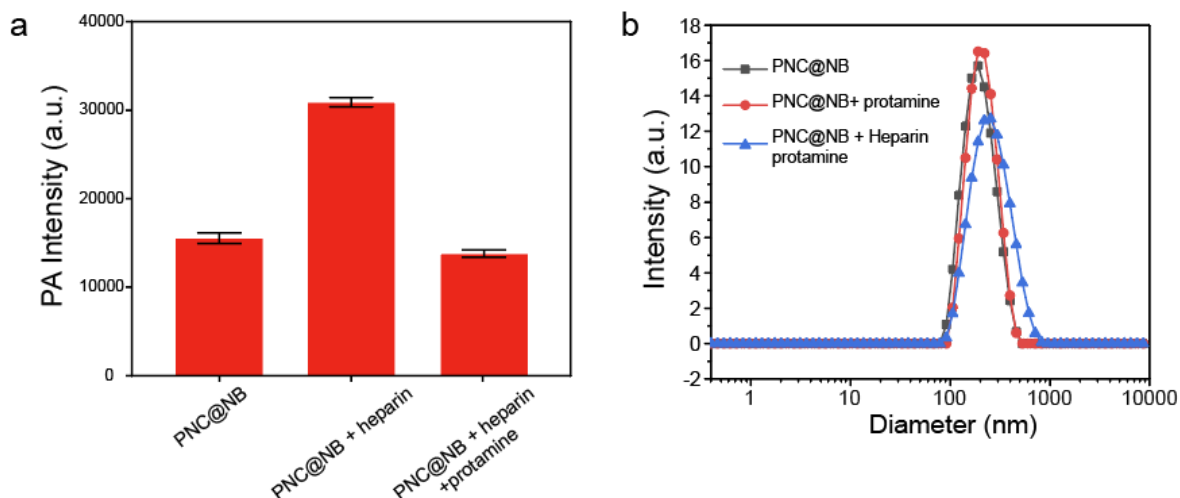 a
PA Intensity (a.u.)
40000
30000
20000
10000
0
PNC@NB
PNC@NB + heparin
PNC@NB + heparin
+protamine
b
Intensity (a.u.)
18
16
14
12
10
8
6
4
2
0
-2
PNC@NB
PNC@NB+ protamine
PNC@NB + Heparin
protamine
1
10
100
1000
10000
Diameter (nm)